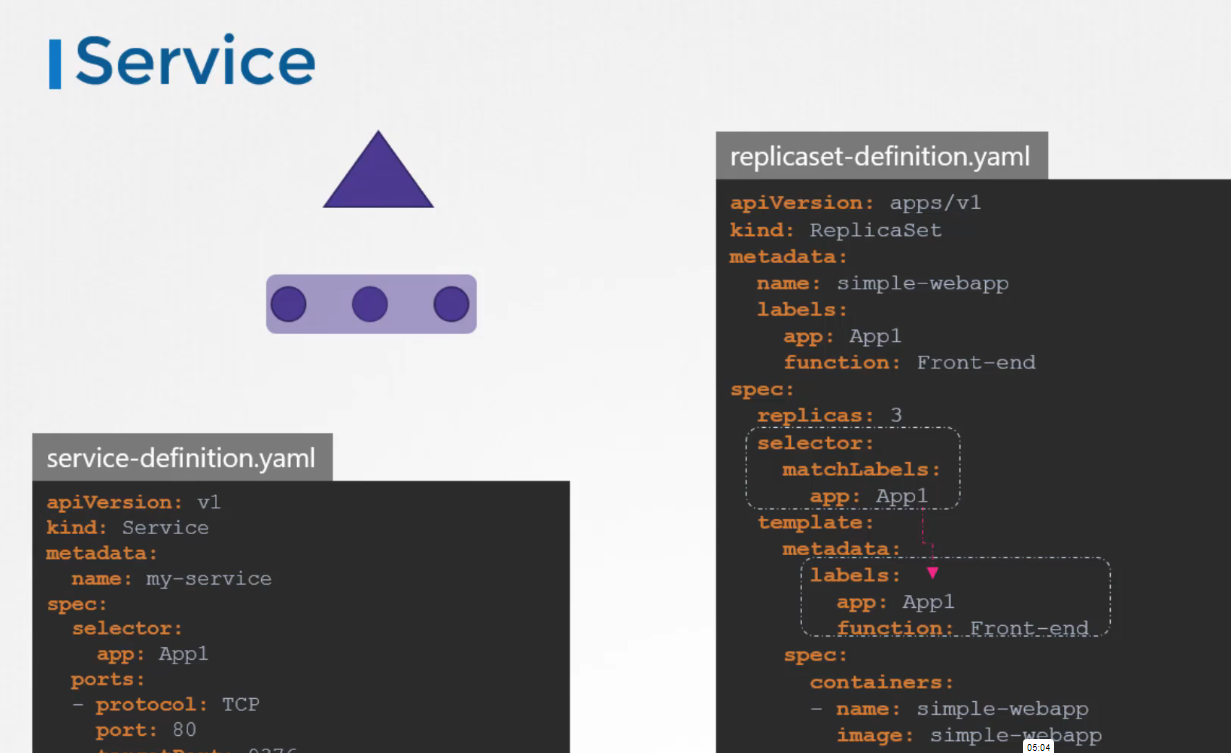 Service
service-definition.yaml
apiVersion: v1
kind: Service
metadata:
  name: my-service
spec:
  selector:
    app: App1
  ports:
  - protocol: TCP
    port: 80
    targetPort: 9376
replicaset-definition.yaml
apiVersion: apps/v1
kind: ReplicaSet
metadata:
  name: simple-webapp
  labels:
    app: App1
    function: Front-end
spec:
  replicas: 3
  selector:
    matchLabels:
      app: App1
  template:
    metadata:
      labels:
        app: App1
        function: Front-end
    spec:
      containers:
      - name: simple-webapp
        image: simple-webapp
05:04